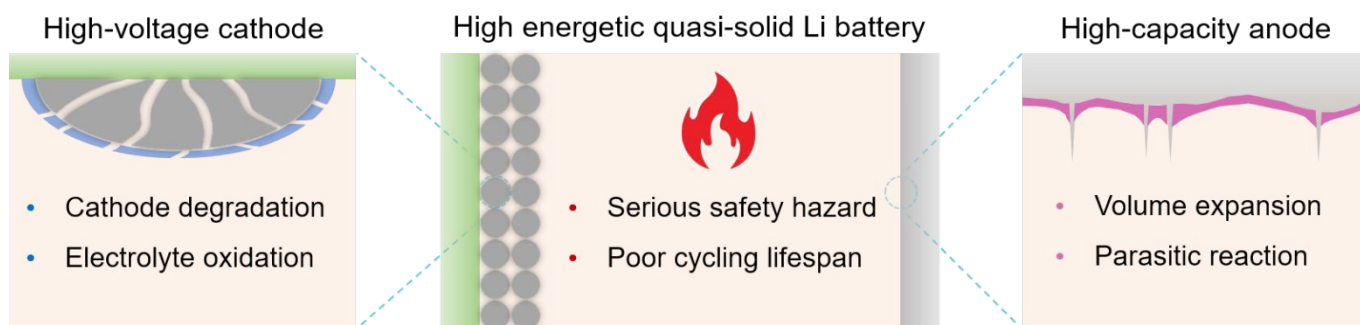 High-voltage cathode
• Cathode degradation
• Electrolyte oxidation
High energetic quasi-solid Li battery
• Serious safety hazard
• Poor cycling lifespan
High-capacity anode
• Volume expansion
• Parasitic reaction